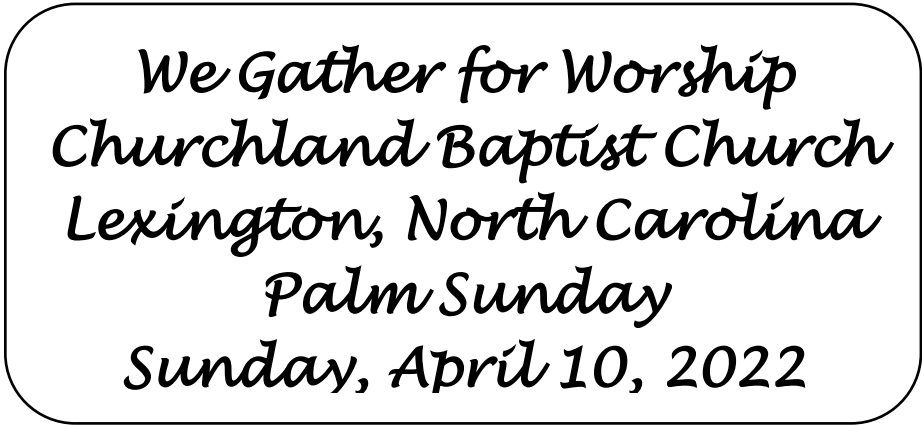 We Gather for Worship
Churchland Baptist Church
Lexington, North Carolina
Palm Sunday
Sunday, April 10, 2022